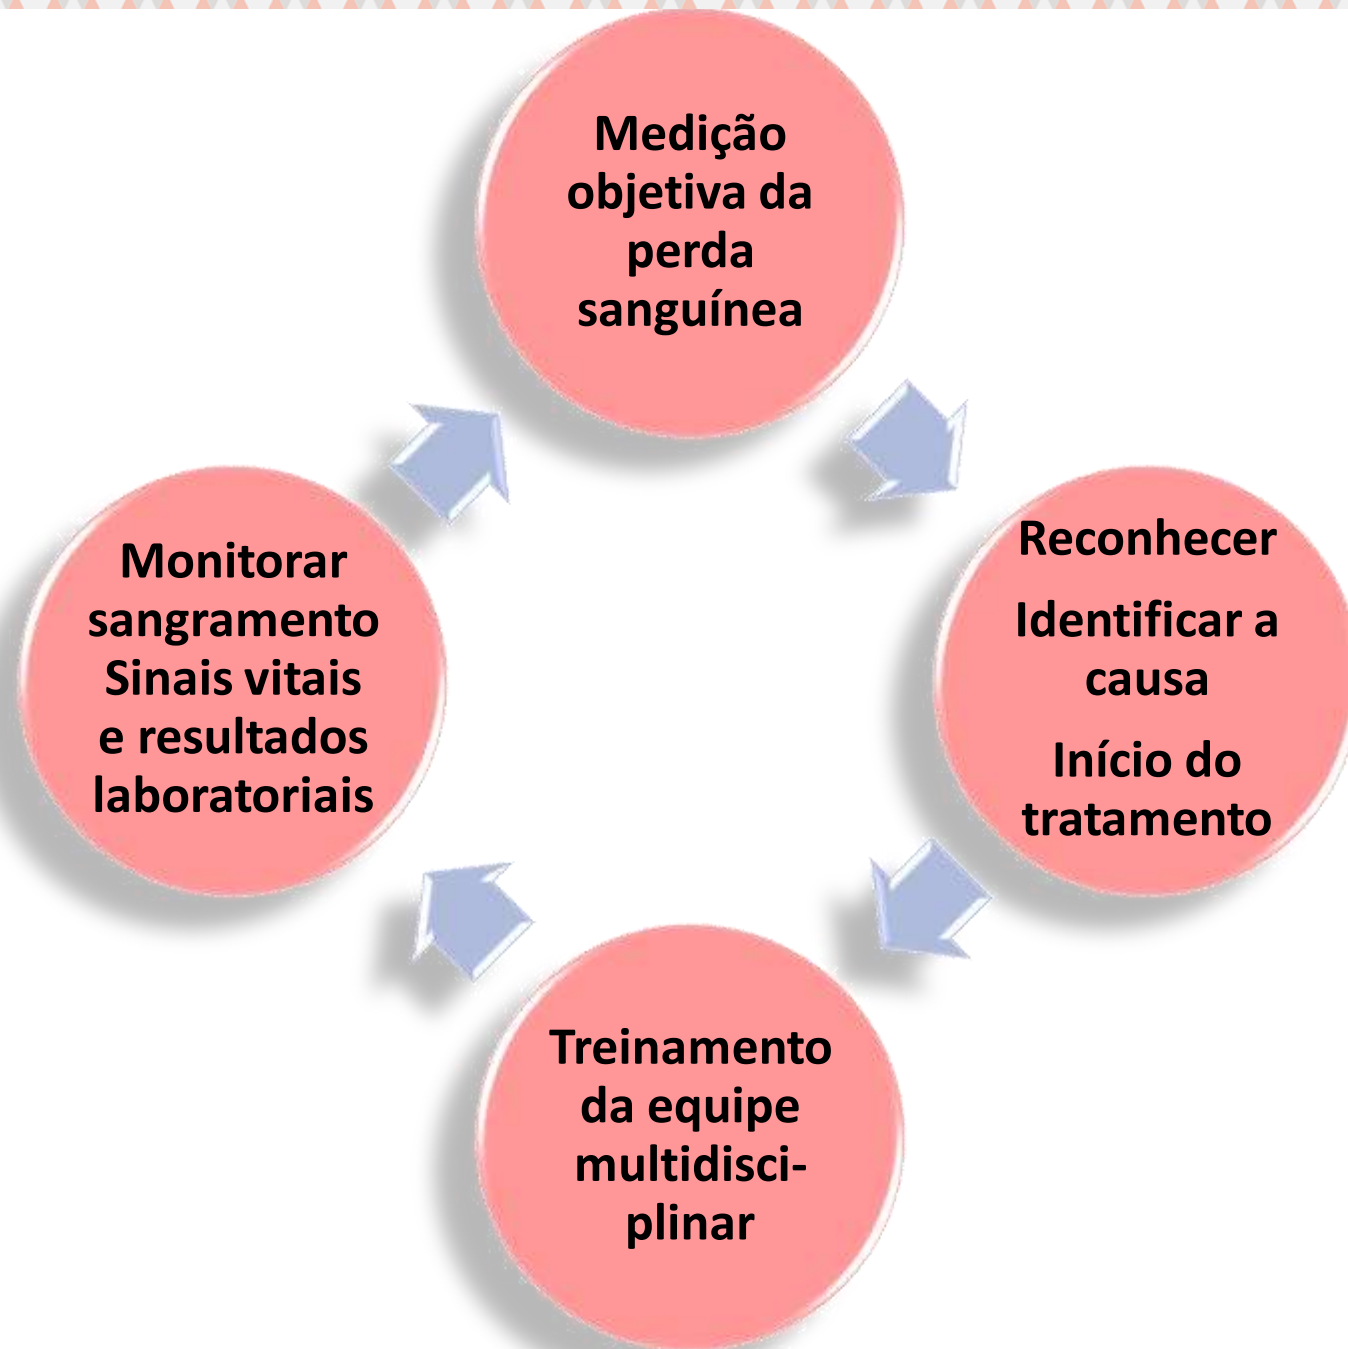 Medição
objetiva da
perda
sanguínea
Reconhecer
Identificar a
causa
Início do
tratamento
Treinamento
da equipe
multidisci-
plinar
Monitorar
sangramento
Sinais vitais
e resultados
laboratoriais